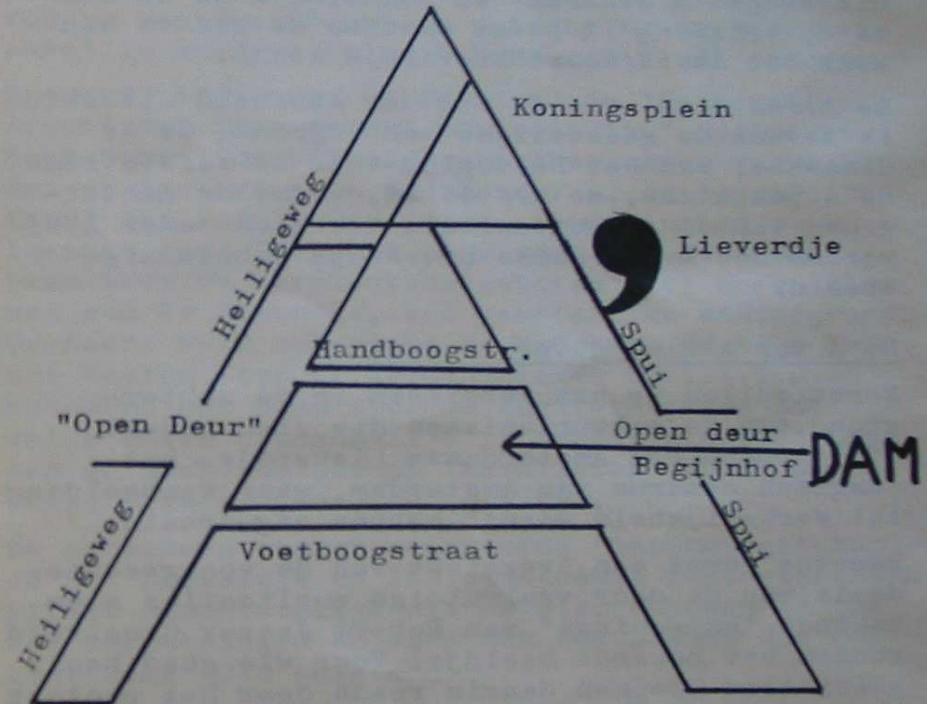 Koningsplein
Heiligeweg
Lieverdje
Spui
Handboogstr.
"Open Deur"
Open deur
Begijnhof
DAM
Heiligeweg
Spui
Voetboogstraat